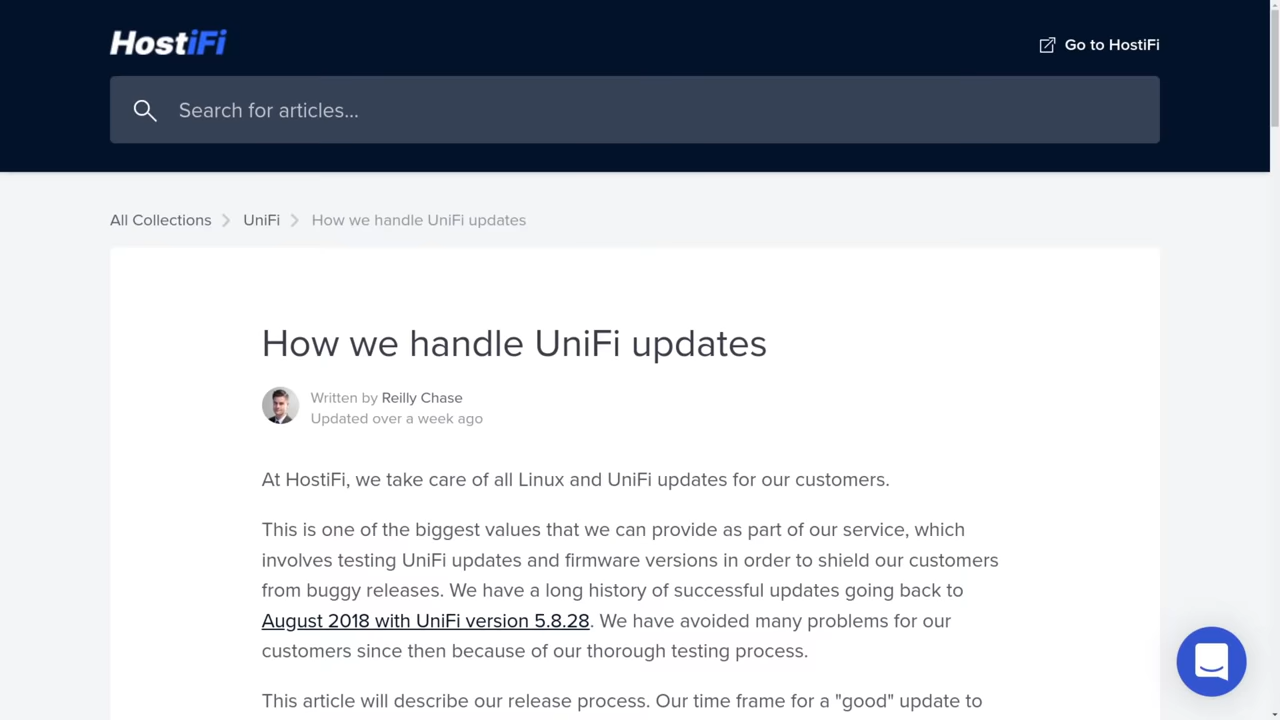 HostiFi
Go to HostiFi
Search for articles...
All Collections
UniFi
How we handle UniFi updates
How we handle UniFi updates
Written by Reilly Chase
Updated over a week ago
At HostiFi, we take care of all Linux and UniFi updates for our customers.
This is one of the biggest values that we can provide as part of our service, which
involves testing UniFi updates and firmware versions in order to shield our customers
from buggy releases. We have a long history of successful updates going back to
August 2018 with UniFi version 5.8.28. We have avoided many problems for our
customers since then because of our thorough testing process.
This article will describe our release process. Our time frame for a "good" update to